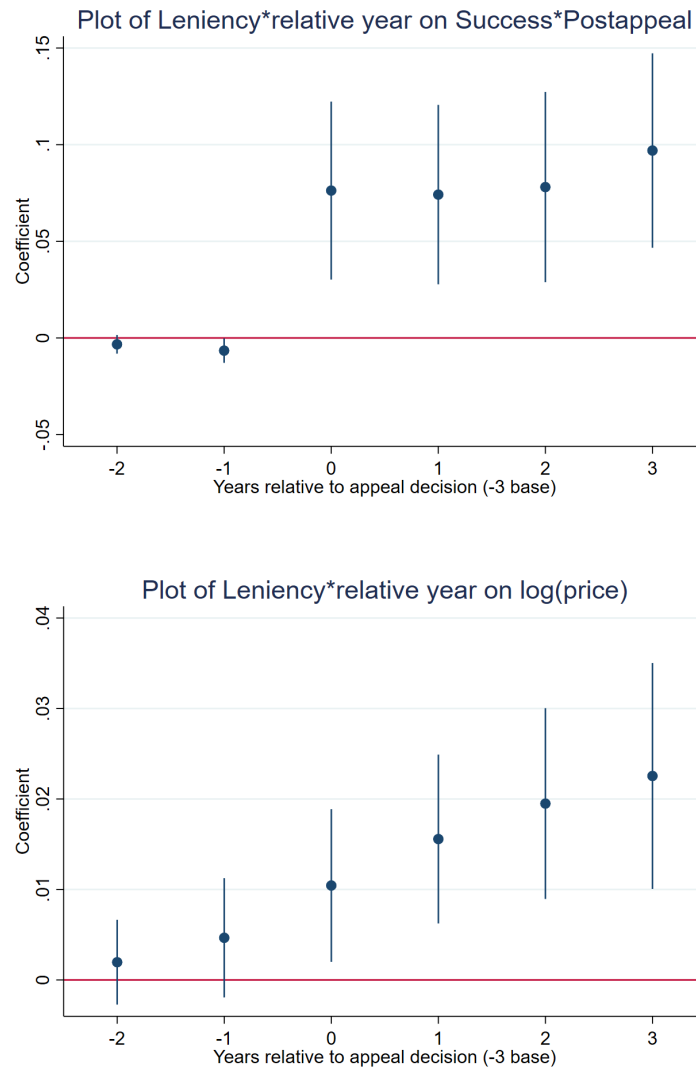 Plot of Leniency*relative year on Success*Postappeal
.15
.1
.05
0
-.05
Coefficient
-2 -1 0 1 2 3
Years relative to appeal decision (-3 base)
Plot of Leniency*relative year on log(price)
.04
.03
.02
.01
0
Coefficient
-2 -1 0 1 2 3
Years relative to appeal decision (-3 base)